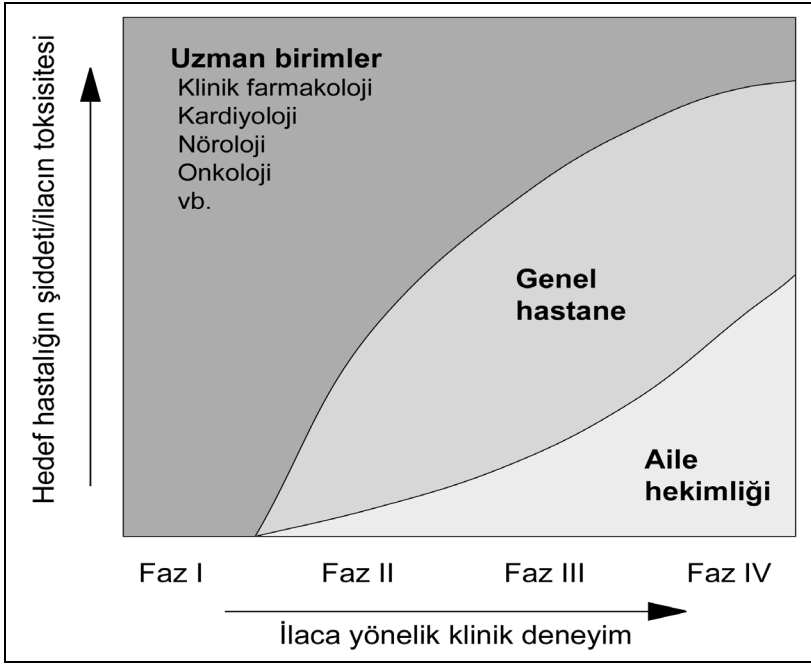 Hedef hastalığın şiddeti/ilacın toksisitesi
Uzman birimler
Klinik farmakoloji
Kardiyoloji
Nöroloji
Onkoloji
vb.
Genel
hastane
Aile
hekimliği
Faz I Faz II Faz III Faz IV
İlaca yönelik klinik deneyim